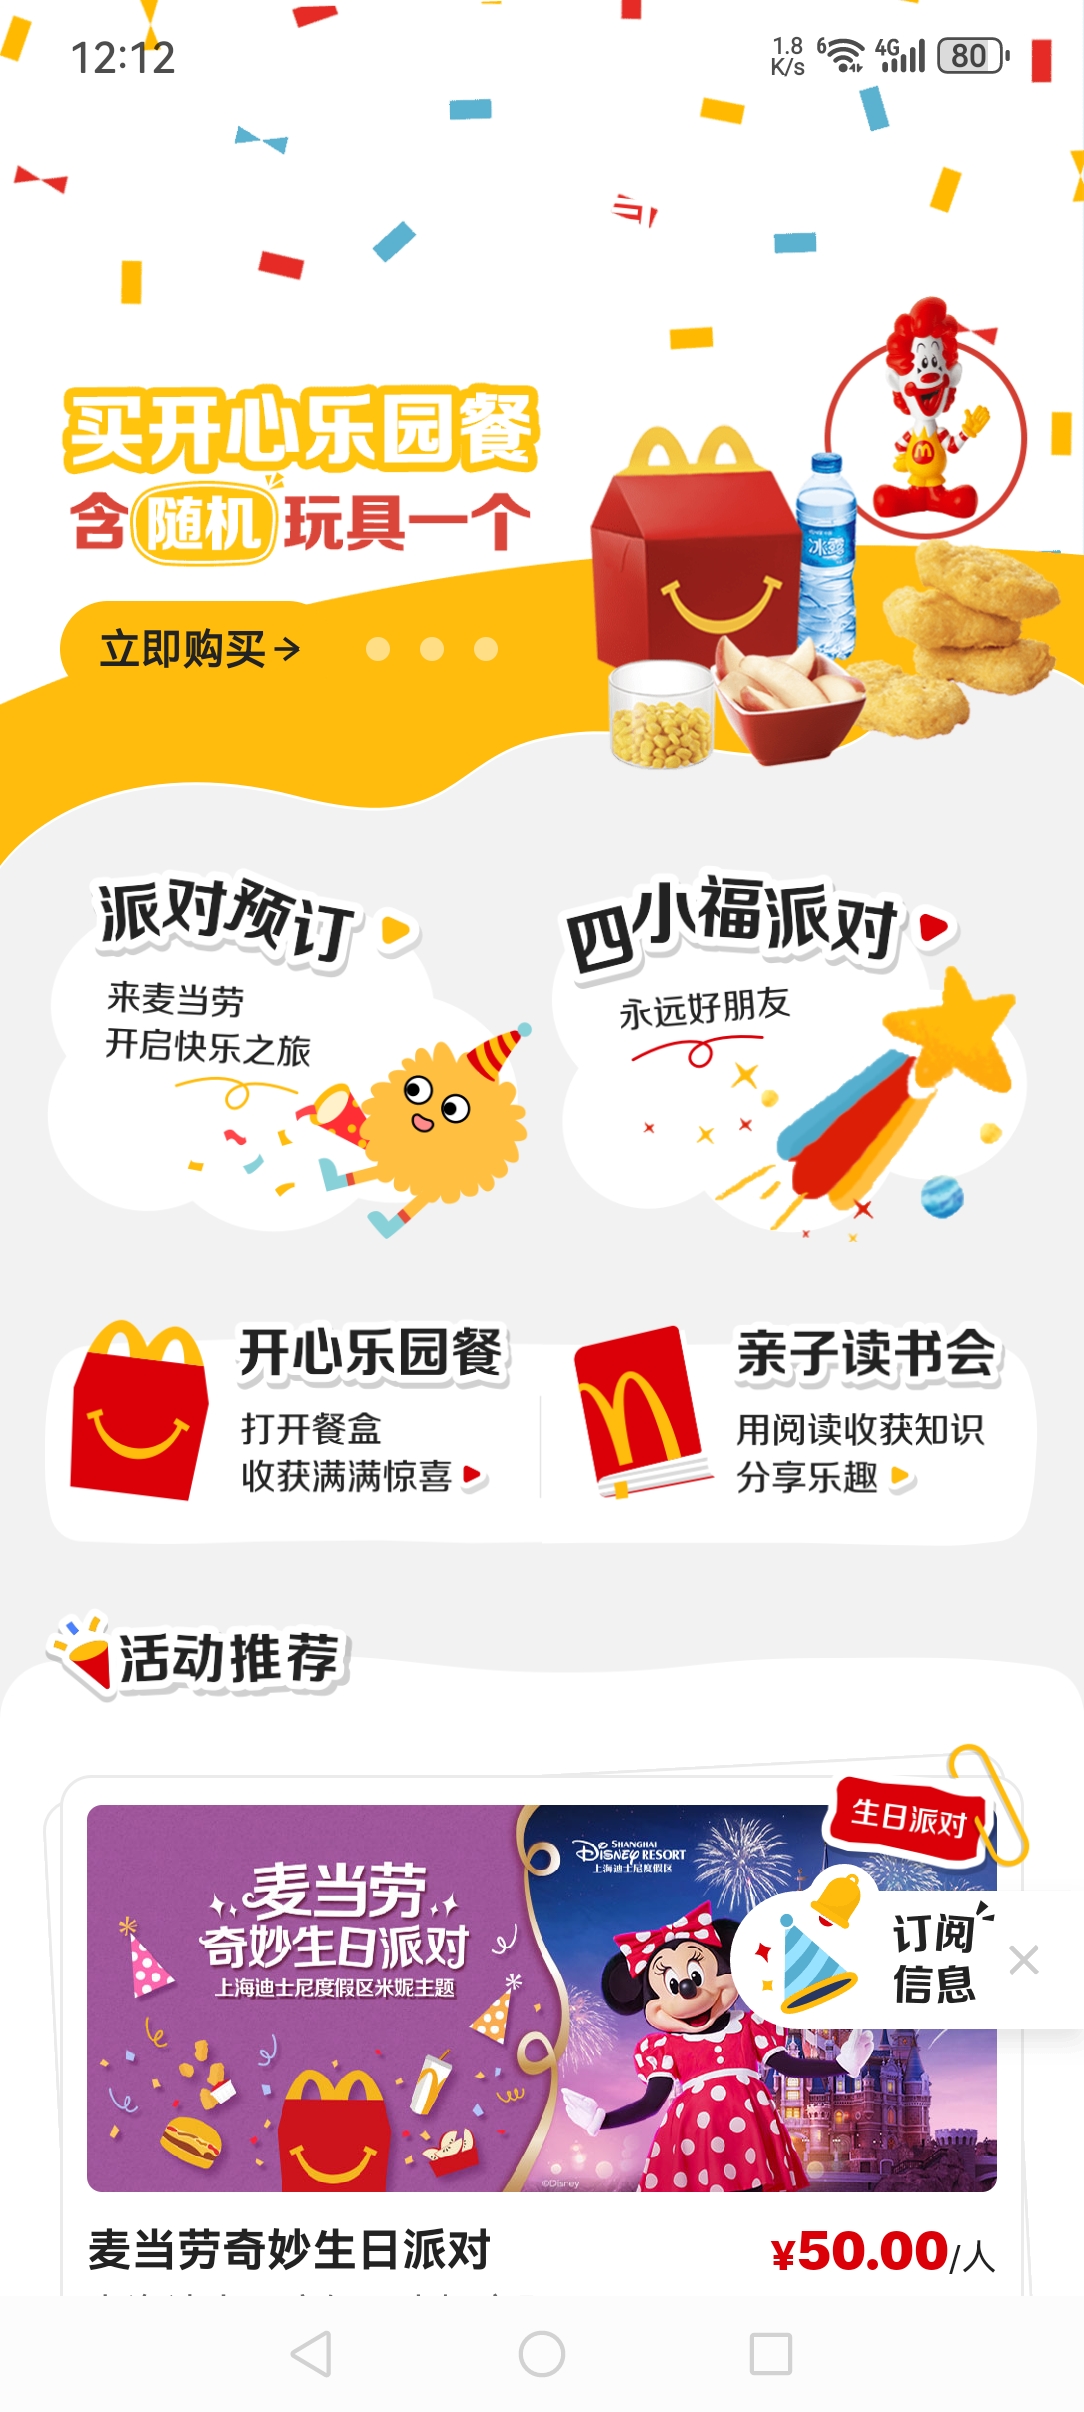 12:12
1.8
K/s
6
4G
80
买开心乐园餐
含随机玩具一个
冰露
立即购买→
派对预订
来麦当劳
开启快乐之旅
四小福派对
永远好朋友
开心乐园餐
打开餐盒
收获满满惊喜
亲子读书会
用阅读收获知识
分享乐趣
活动推荐
生日派对
SHANGHAI
DISNEY RESORT
上海迪士尼度假区
麦当劳
奇妙生日派对
上海迪士尼度假区米妮主题
©Disney
订阅
信息
麦当劳奇妙生日派对
¥50.00/人